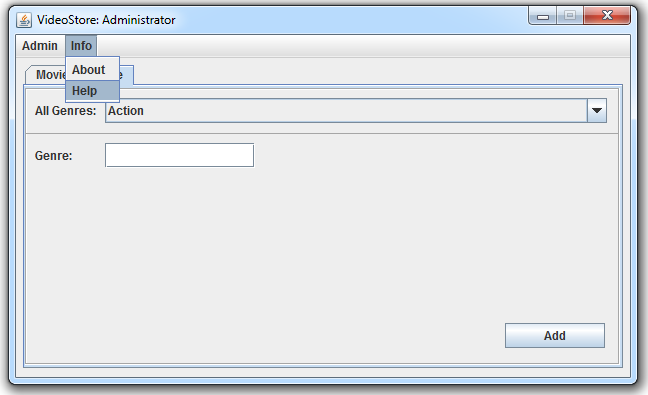 VideoStore: Administrator
Admin Info
About
Movie
Help
All Genres: Action
Genre:
Add